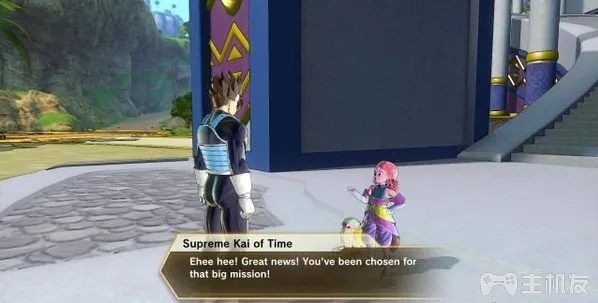 Supreme Kai of Time
Ehee hee! Great news! You've been chosen for
that big mission!
主机友